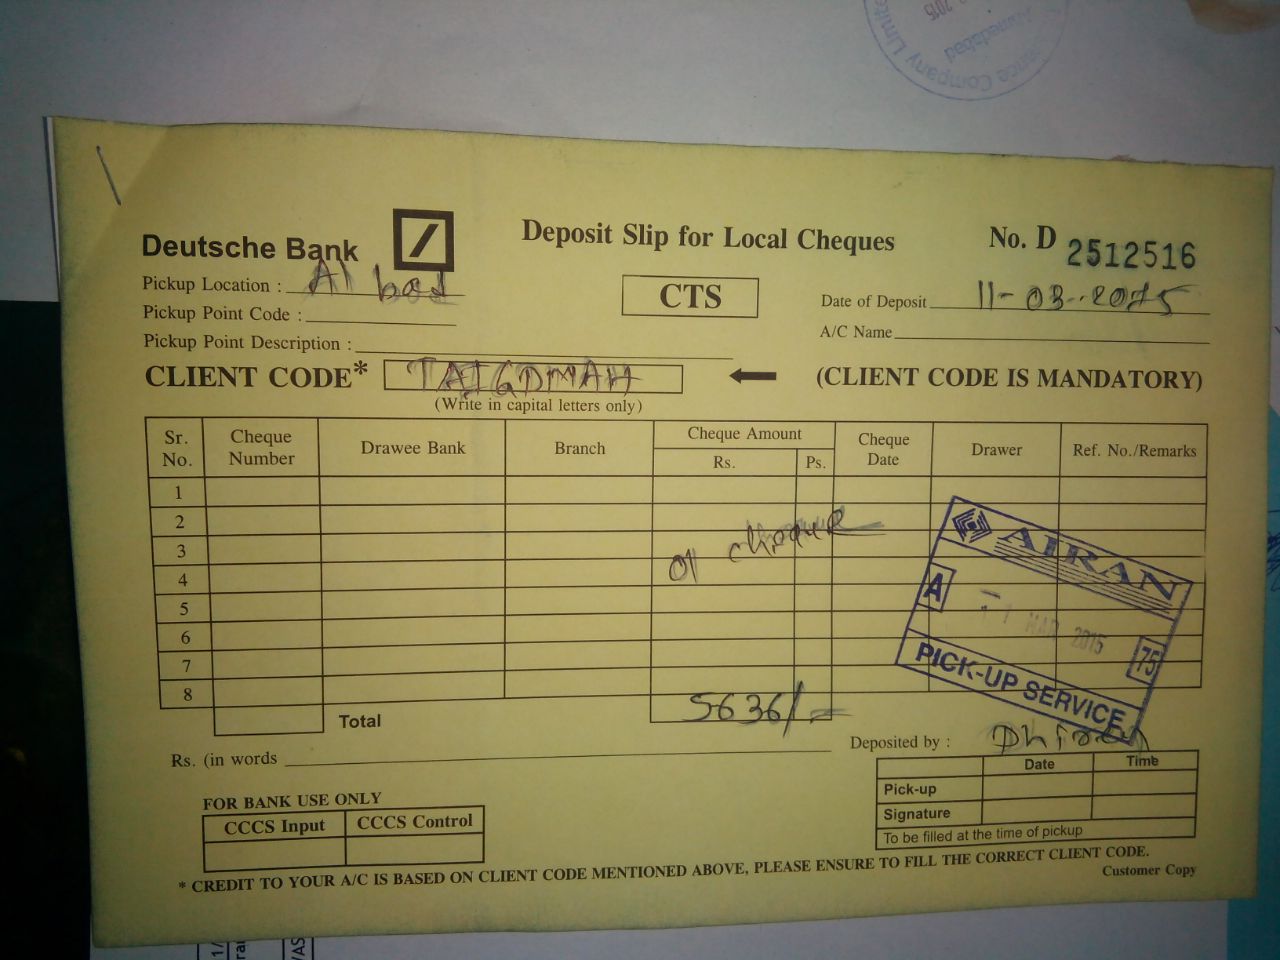 Company Limited
Ahmedabad
2015
Deutsche Bank
Deposit Slip for Local Cheques
No. D 2512516
Pickup Location :
Pickup Point Code :
Pickup Point Description :
CTS
Date of Deposit 11-03-2015
A/C Name
CLIENT CODE* TAIGDMAH
(CLIENT CODE IS MANDATORY)
(Write in capital letters only)
Sr. No. Cheque Number Drawee Bank Branch Cheque Amount Rs. Ps. Cheque Date Drawer Ref. No./Remarks
1
2
3
4
5
6
7
8
01 cheque
AIRAN
A
MAR 2015
75
PICK-UP SERVICE
Total 5636/-
Rs. (in words
Deposited by : Dhiren
Date Time
Pick-up
Signature
To be filled at the time of pickup
FOR BANK USE ONLY
CCCS Input CCCS Control
* CREDIT TO YOUR A/C IS BASED ON CLIENT CODE MENTIONED ABOVE, PLEASE ENSURE TO FILL THE CORRECT CLIENT CODE.
Customer Copy